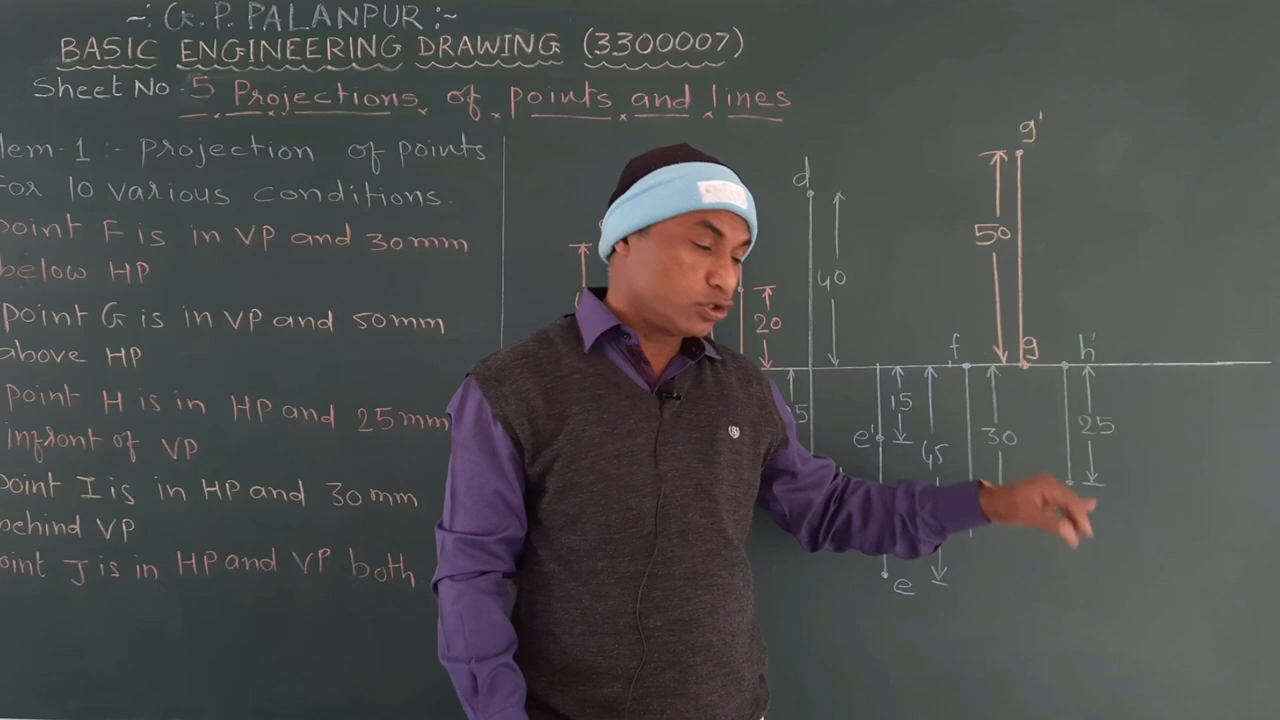 ~: G. P. PALANPUR :~
BASIC ENGINEERING DRAWING (3300007)
Sheet No. 5 Projections of points and lines
lem-1 :- projection of points
For 10 various conditions.
point F is in VP and 30mm
below HP
point G is in VP and 50mm
above HP
point H is in HP and 25mm
infront of VP
point I is in HP and 30mm
behind VP
oint J is in HP and VP both
g'
d
50
40
20
f
g
h'
15
25
e'
45
30
e